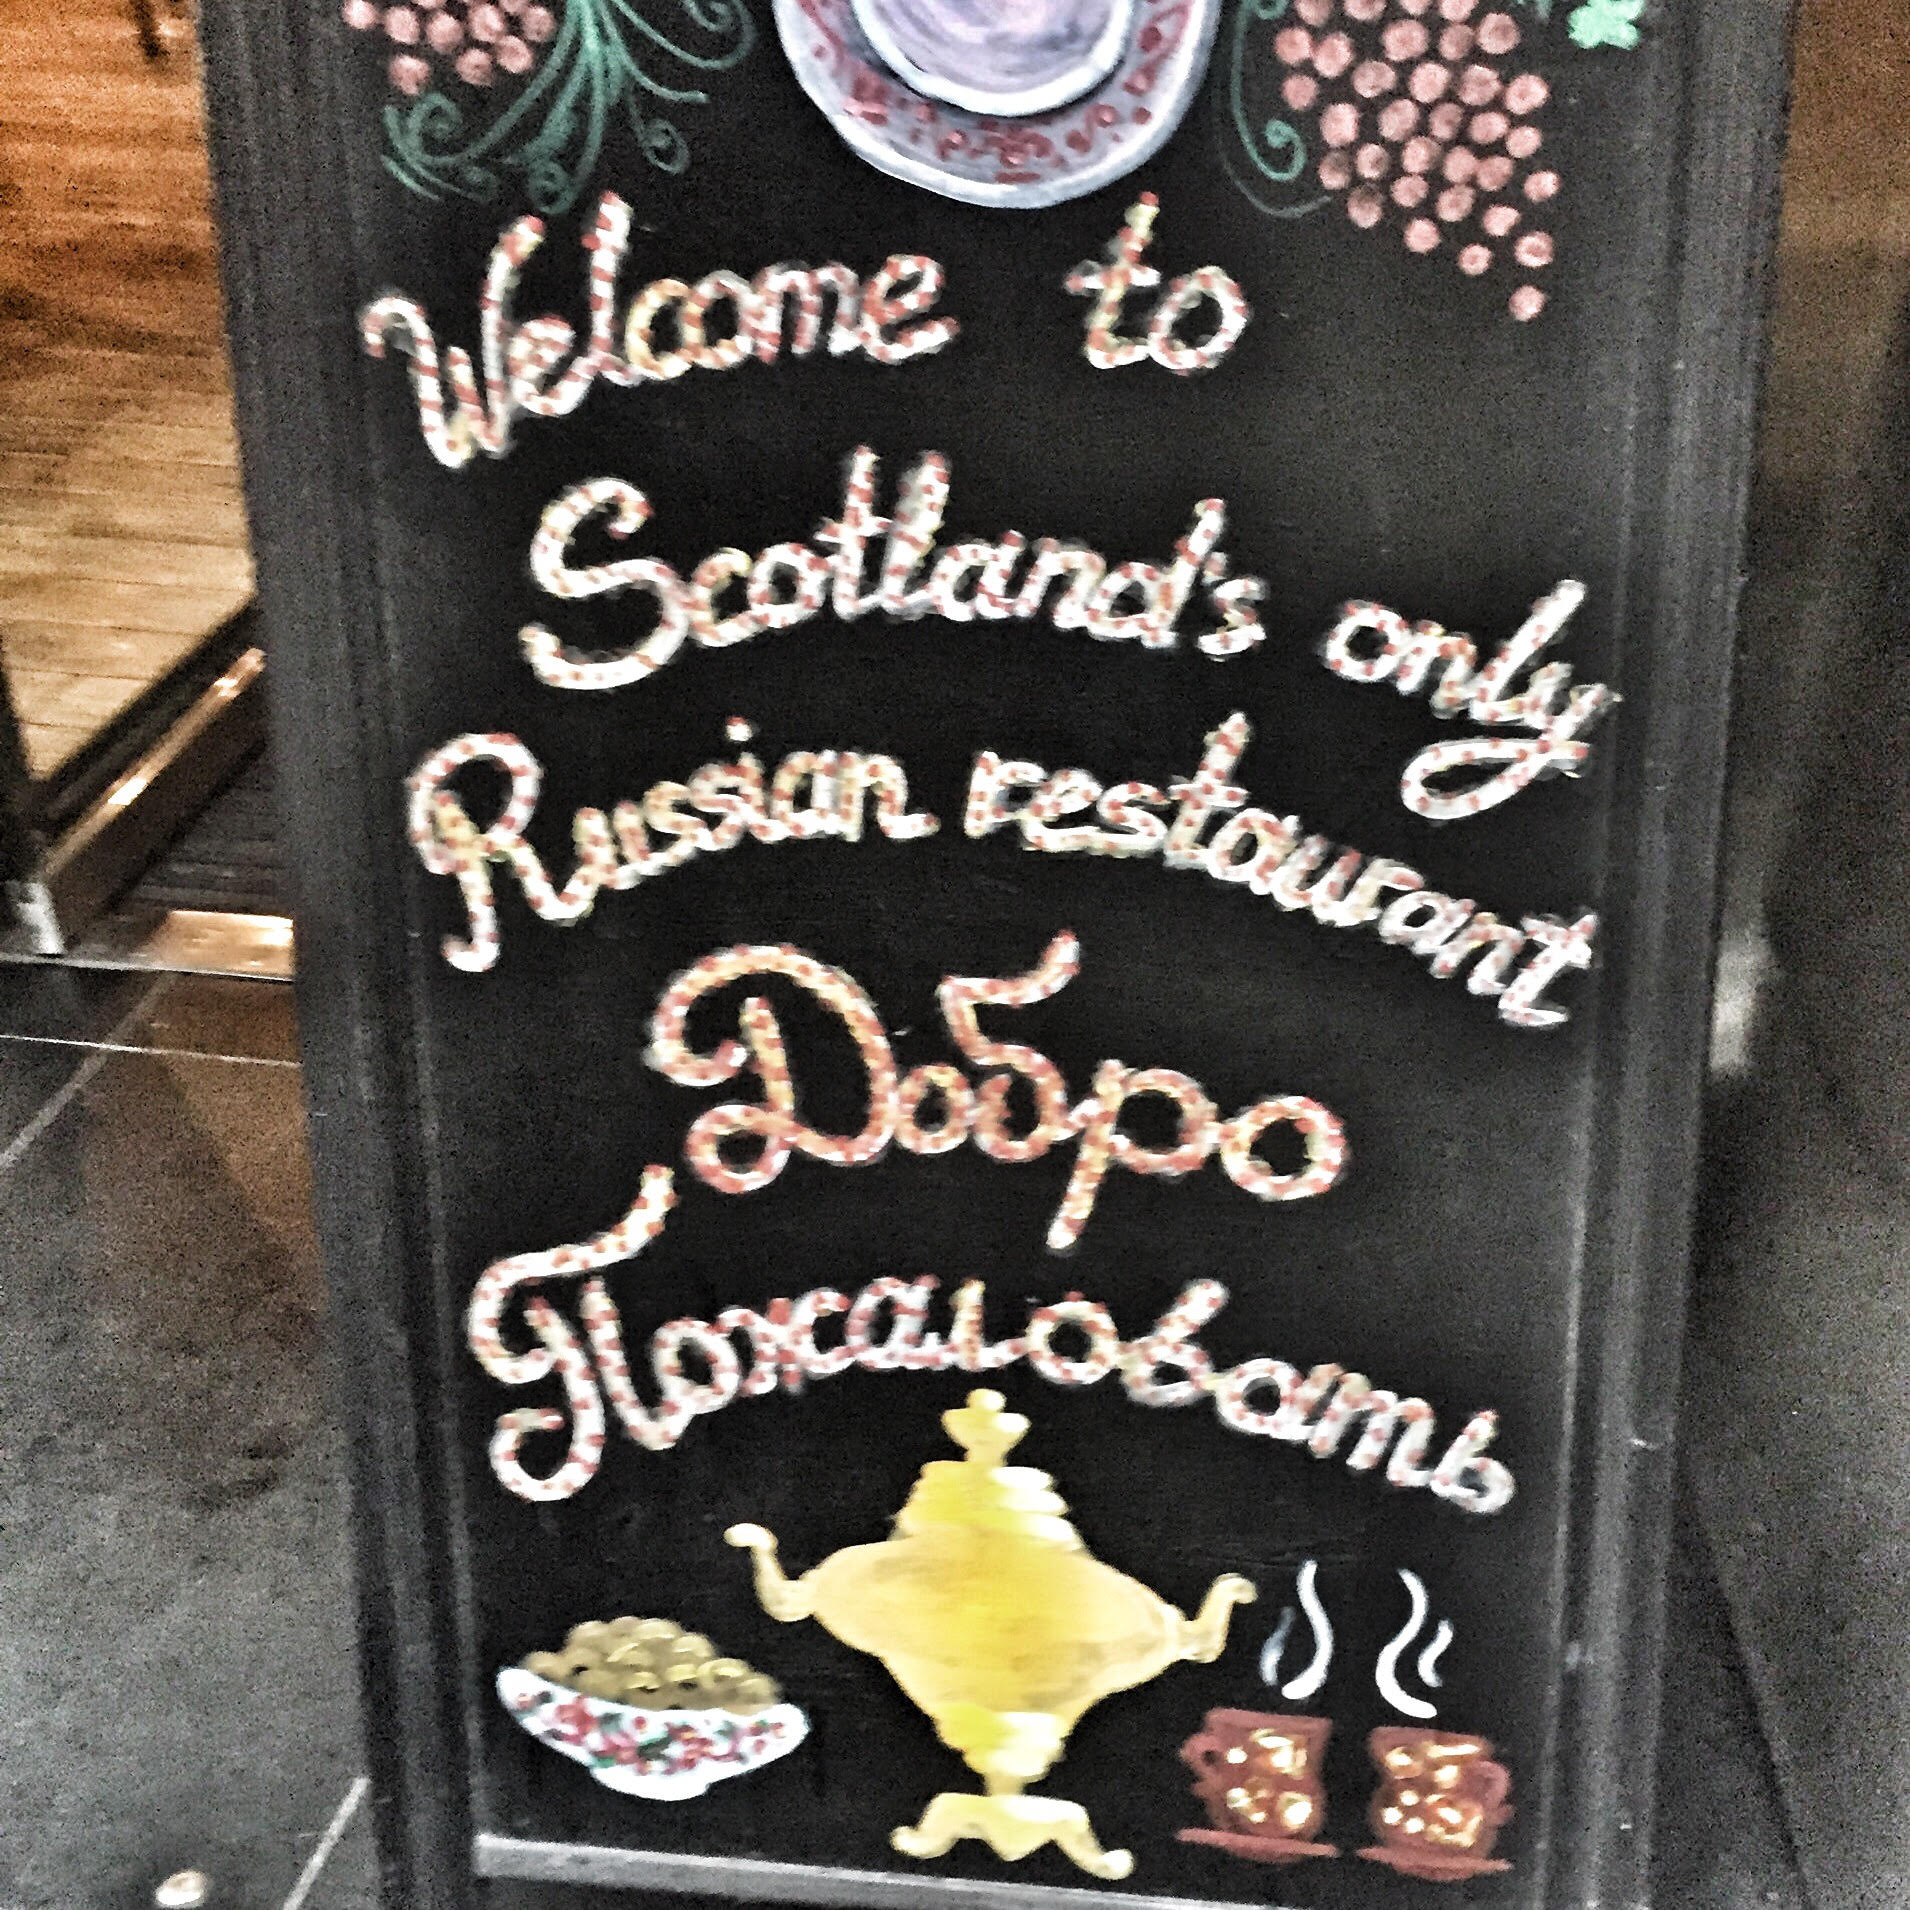 Welcome to
Scotland's only
Russian restaurant
Добро
Пожаловать